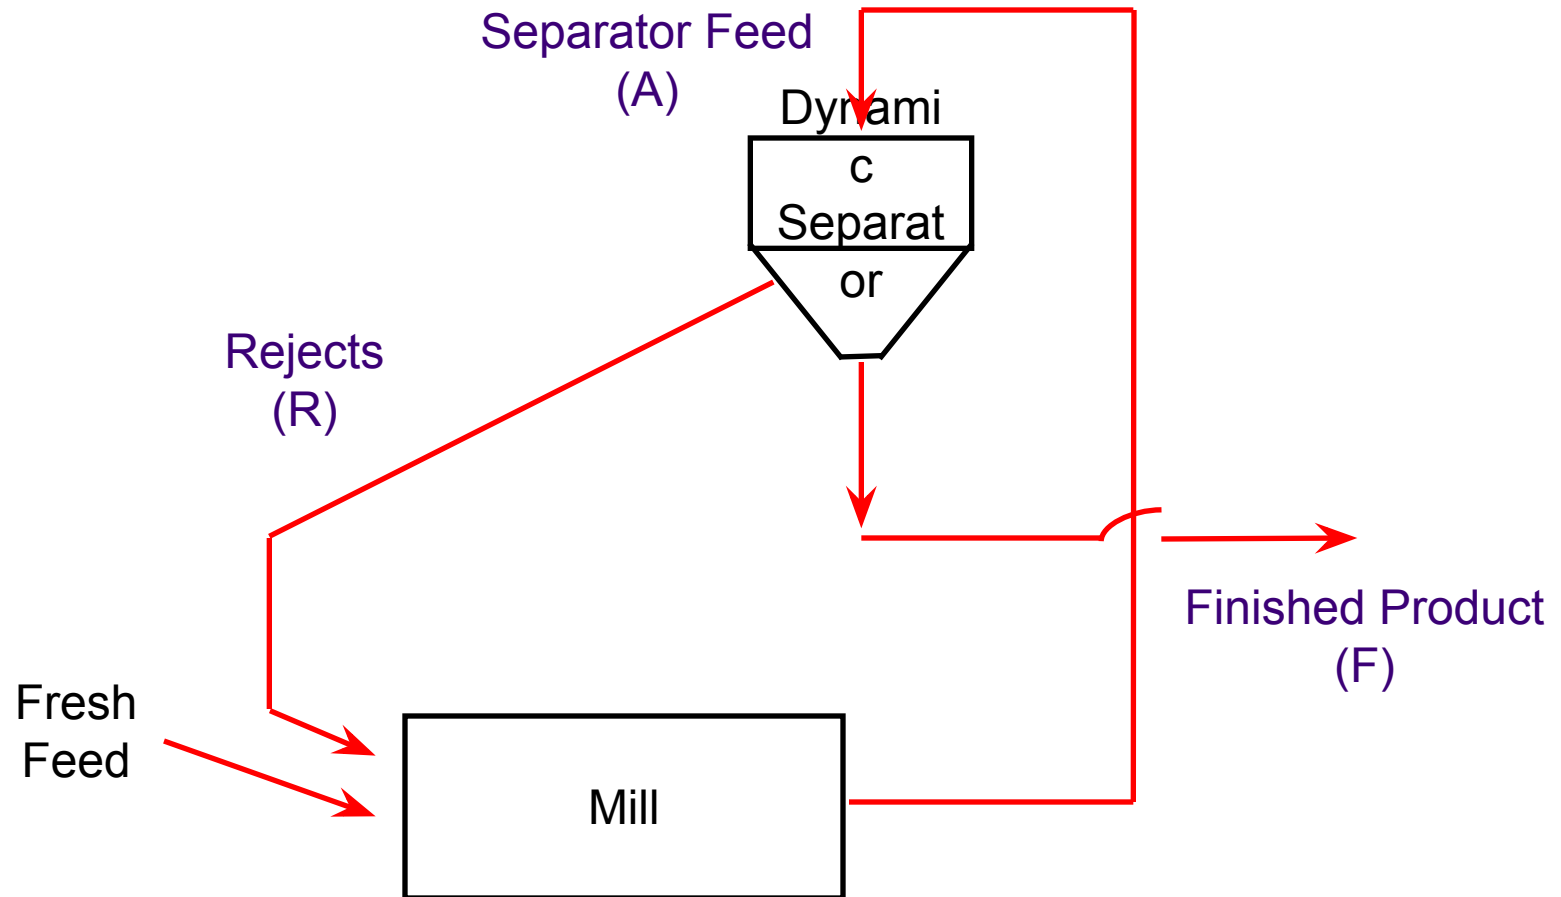 Separator Feed
(A)
Dynami
c
Separat
or
Rejects
(R)
Finished Product
(F)
Fresh
Feed
Mill